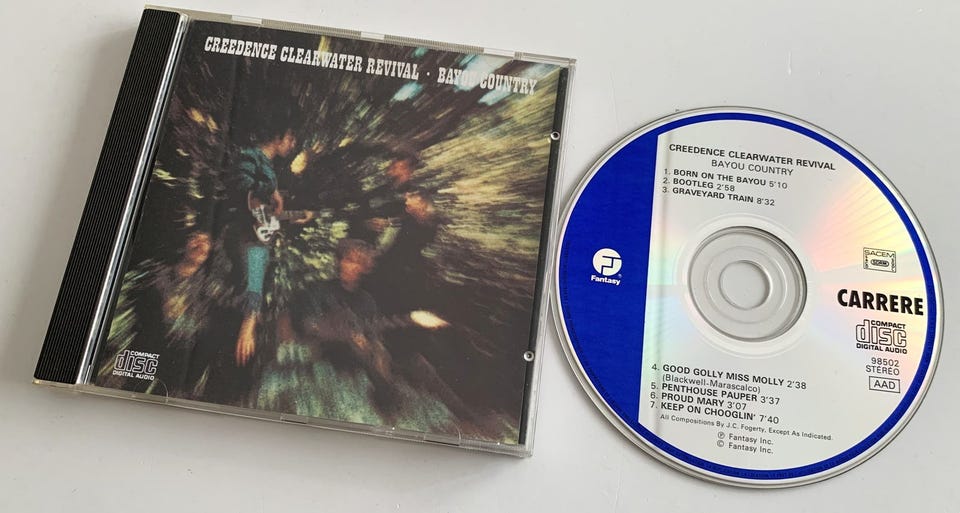 CREEDENCE CLEARWATER REVIVAL · BAYOU COUNTRY
COMPACT
disc
DIGITAL AUDIO
CREEDENCE CLEARWATER REVIVAL
BAYOU COUNTRY
1. BORN ON THE BAYOU 5'10
2. BOOTLEG 2'58
3. GRAVEYARD TRAIN 8'32
Fantasy
SACEM
CARRERE
COMPACT
disc
DIGITAL AUDIO
98502
STÉRÉO
AAD
4. GOOD GOLLY MISS MOLLY 2'38
(Blackwell-Marascalco)
5. PENTHOUSE PAUPER 3'37
6. PROUD MARY 3'07
7. KEEP ON CHOOGLIN' 7'40
All Compositions By J.C. Fogerty, Except As Indicated.
℗ Fantasy Inc.
© Fantasy Inc.